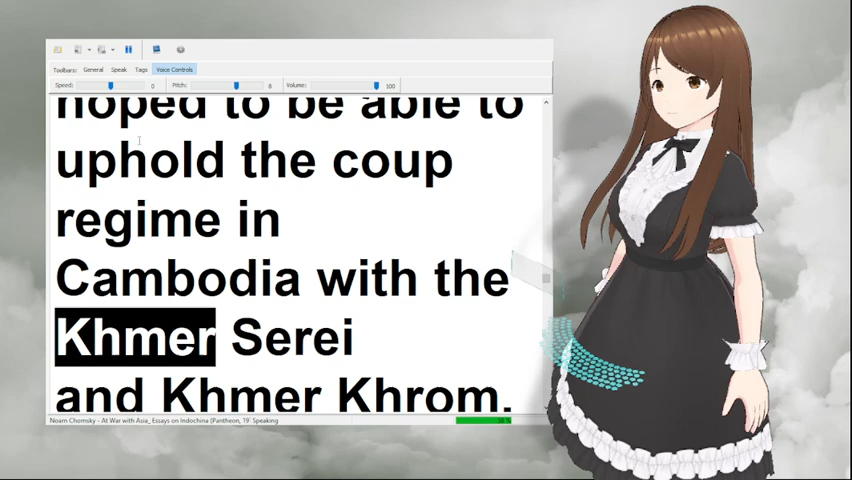 Toolbars: General Speak Tags Voice Controls
Speed: 0 Pitch: 8 Volume: 100
hoped to be able to
uphold the coup
regime in
Cambodia with the
Khmer Serei
and Khmer Khrom.
Noam Chomsky - At War with Asia_ Essays on Indochina (Pantheon, 19 Speaking